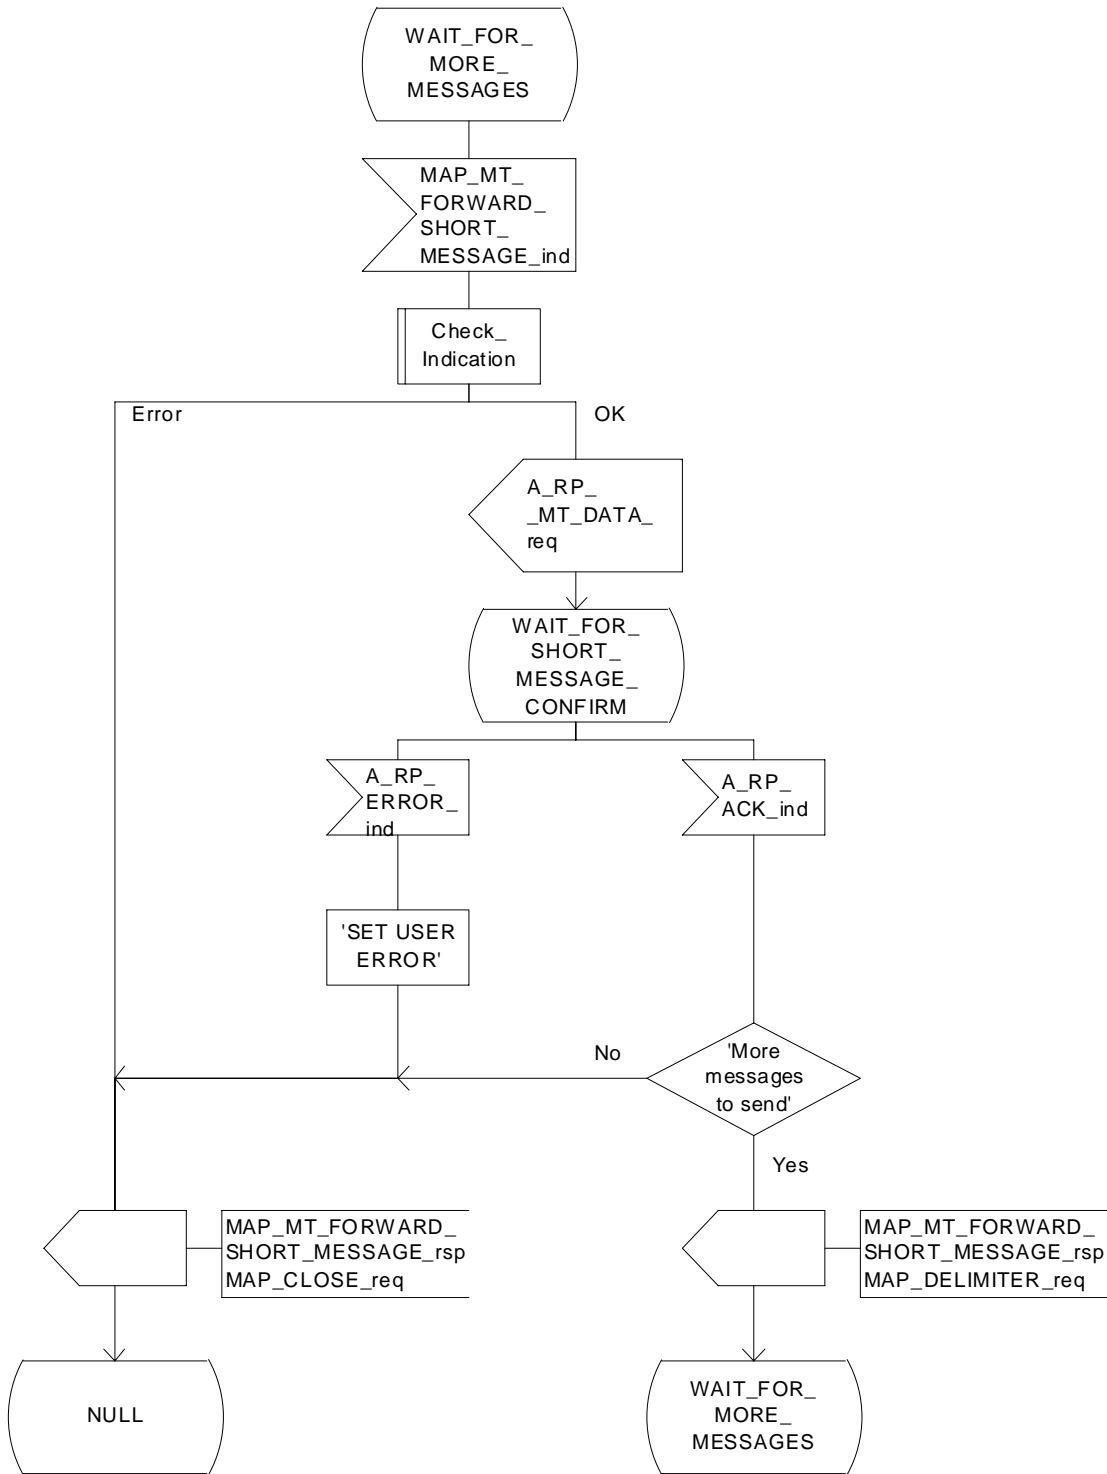 WAIT_FOR_
MORE_
MESSAGES
MAP_MT_
FORWARD_
SHORT_
MESSAGE_ind
Check_
Indication
Error
OK
A_RP_
_MT_DATA_
req
WAIT_FOR_
SHORT_
MESSAGE_
CONFIRM
A_RP_
ERROR_
ind
A_RP_
ACK_ind
'SET USER
ERROR'
No
'More
messages
to send'
Yes
MAP_MT_FORWARD_
SHORT_MESSAGE_rsp
MAP_CLOSE_req
MAP_MT_FORWARD_
SHORT_MESSAGE_rsp
MAP_DELIMITER_req
NULL
WAIT_FOR_
MORE_
MESSAGES